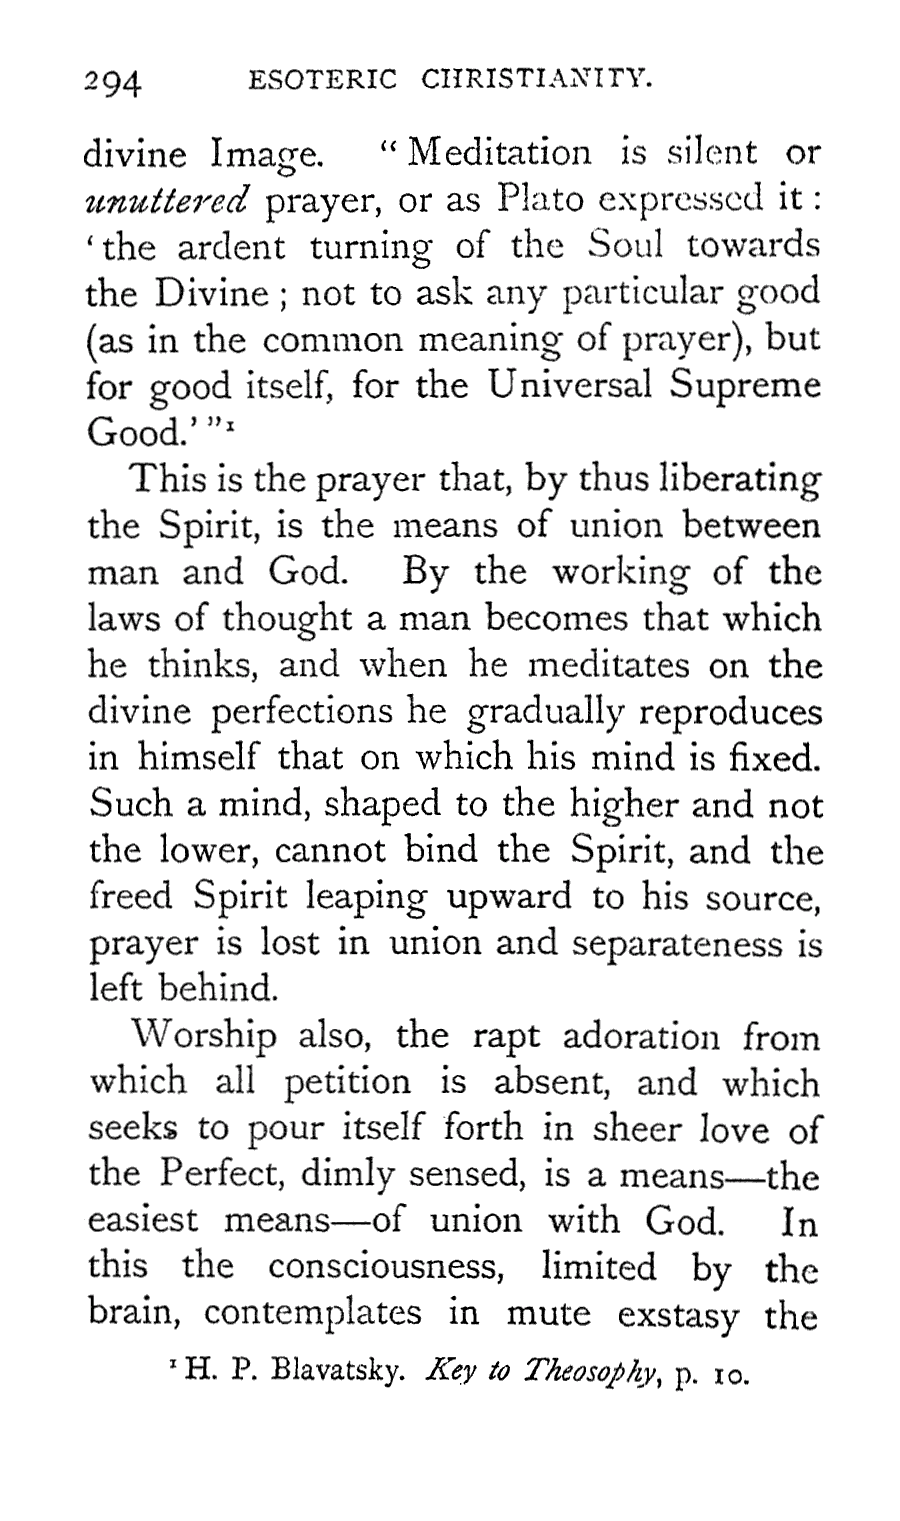 294 ESOTERIC CHRISTIANITY.
divine Image. “ Meditation is silent or
unuttered prayer, or as Plato expressed it :
‘ the ardent turning of the Soul towards
the Divine ; not to ask any particular good
(as in the common meaning of prayer), but
for good itself, for the Universal Supreme
Good.’ ”¹
This is the prayer that, by thus liberating
the Spirit, is the means of union between
man and God. By the working of the
laws of thought a man becomes that which
he thinks, and when he meditates on the
divine perfections he gradually reproduces
in himself that on which his mind is fixed.
Such a mind, shaped to the higher and not
the lower, cannot bind the Spirit, and the
freed Spirit leaping upward to his source,
prayer is lost in union and separateness is
left behind.
Worship also, the rapt adoration from
which all petition is absent, and which
seeks to pour itself forth in sheer love of
the Perfect, dimly sensed, is a means—the
easiest means—of union with God. In
this the consciousness, limited by the
brain, contemplates in mute exstasy the
¹ H. P. Blavatsky. Key to Theosophy, p. 10.